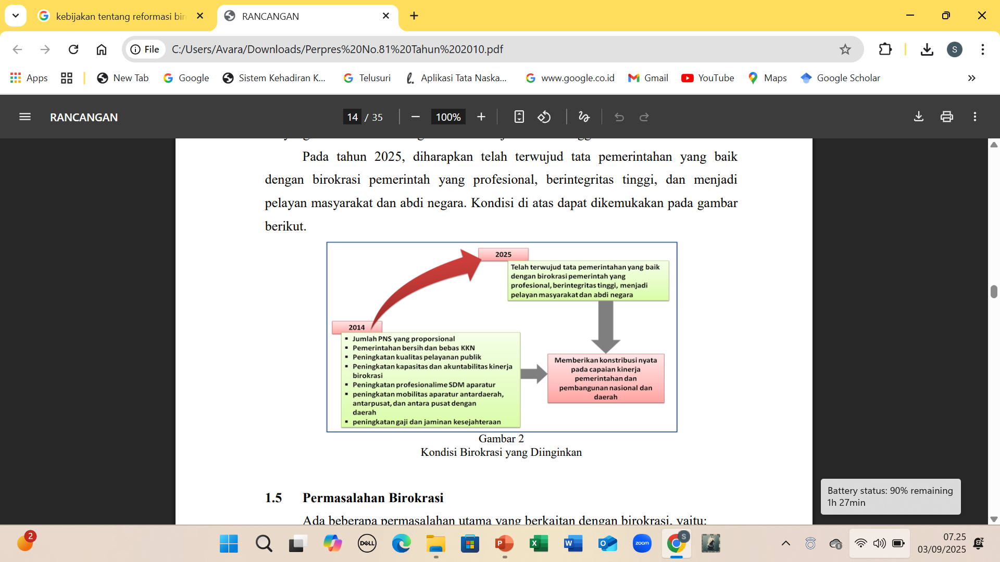 kebijakan tentang reformasi bir
RANCANGAN
File
C:/Users/Avara/Downloads/Perpres%20No.81%20Tahun%202010.pdf
S
Apps
New Tab
Google
Sistem Kehadiran K...
Telusuri
Aplikasi Tata Naska...
www.google.co.id
Gmail
YouTube
Maps
Google Scholar
RANCANGAN
14 / 35
100%
Pada tahun 2025, diharapkan telah terwujud tata pemerintahan yang baik
dengan birokrasi pemerintah yang profesional, berintegritas tinggi, dan menjadi
pelayan masyarakat dan abdi negara. Kondisi di atas dapat dikemukakan pada gambar
berikut.
2025
Telah terwujud tata pemerintahan yang baik
dengan birokrasi pemerintah yang
profesional, berintegritas tinggi, menjadi
pelayan masyarakat dan abdi negara
2014
▪ Jumlah PNS yang proporsional
▪ Pemerintahan bersih dan bebas KKN
▪ Peningkatan kualitas pelayanan publik
▪ Peningkatan kapasitas dan akuntabilitas kinerja
birokrasi
▪ Peningkatan profesionalime SDM aparatur
▪ peningkatan mobilitas aparatur antardaerah,
antarpusat, dan antara pusat dengan
daerah
▪ peningkatan gaji dan jaminan kesejahteraan
Memberikan konstribusi nyata
pada capaian kinerja
pemerintahan dan
pembangunan nasional dan
daerah
Gambar 2
Kondisi Birokrasi yang Diinginkan
1.5 Permasalahan Birokrasi
Ada beberapa permasalahan utama yang berkaitan dengan birokrasi, yaitu:
Battery status: 90% remaining
1h 27min
2
DELL
zoom
S
07.25
03/09/2025